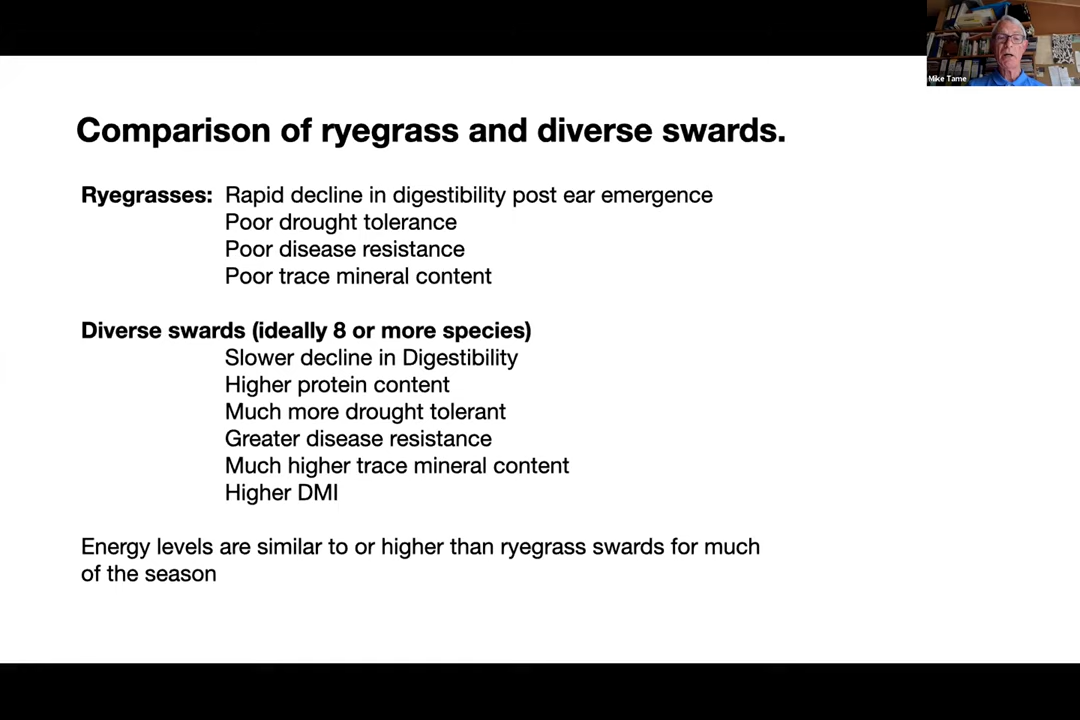 Mike Tame
Comparison of ryegrass and diverse swards.
Ryegrasses: Rapid decline in digestibility post ear emergence
Poor drought tolerance
Poor disease resistance
Poor trace mineral content
Diverse swards (ideally 8 or more species)
Slower decline in Digestibility
Higher protein content
Much more drought tolerant
Greater disease resistance
Much higher trace mineral content
Higher DMI
Energy levels are similar to or higher than ryegrass swards for much
of the season